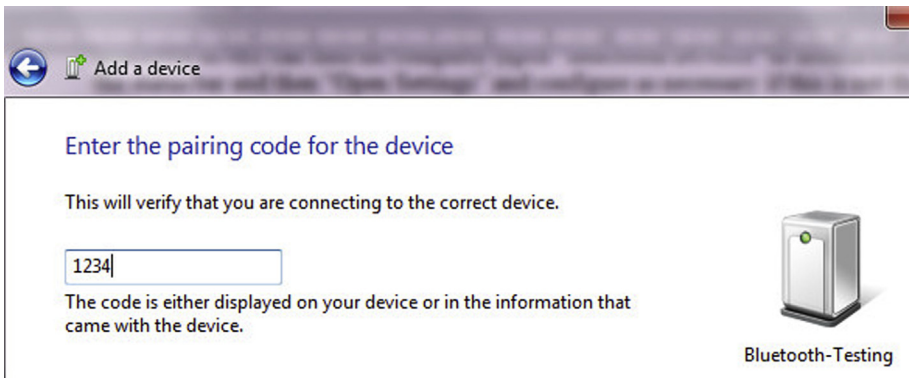 Add a device
Enter the pairing code for the device
This will verify that you are connecting to the correct device.
1234
The code is either displayed on your device or in the information that
came with the device.
Bluetooth-Testing